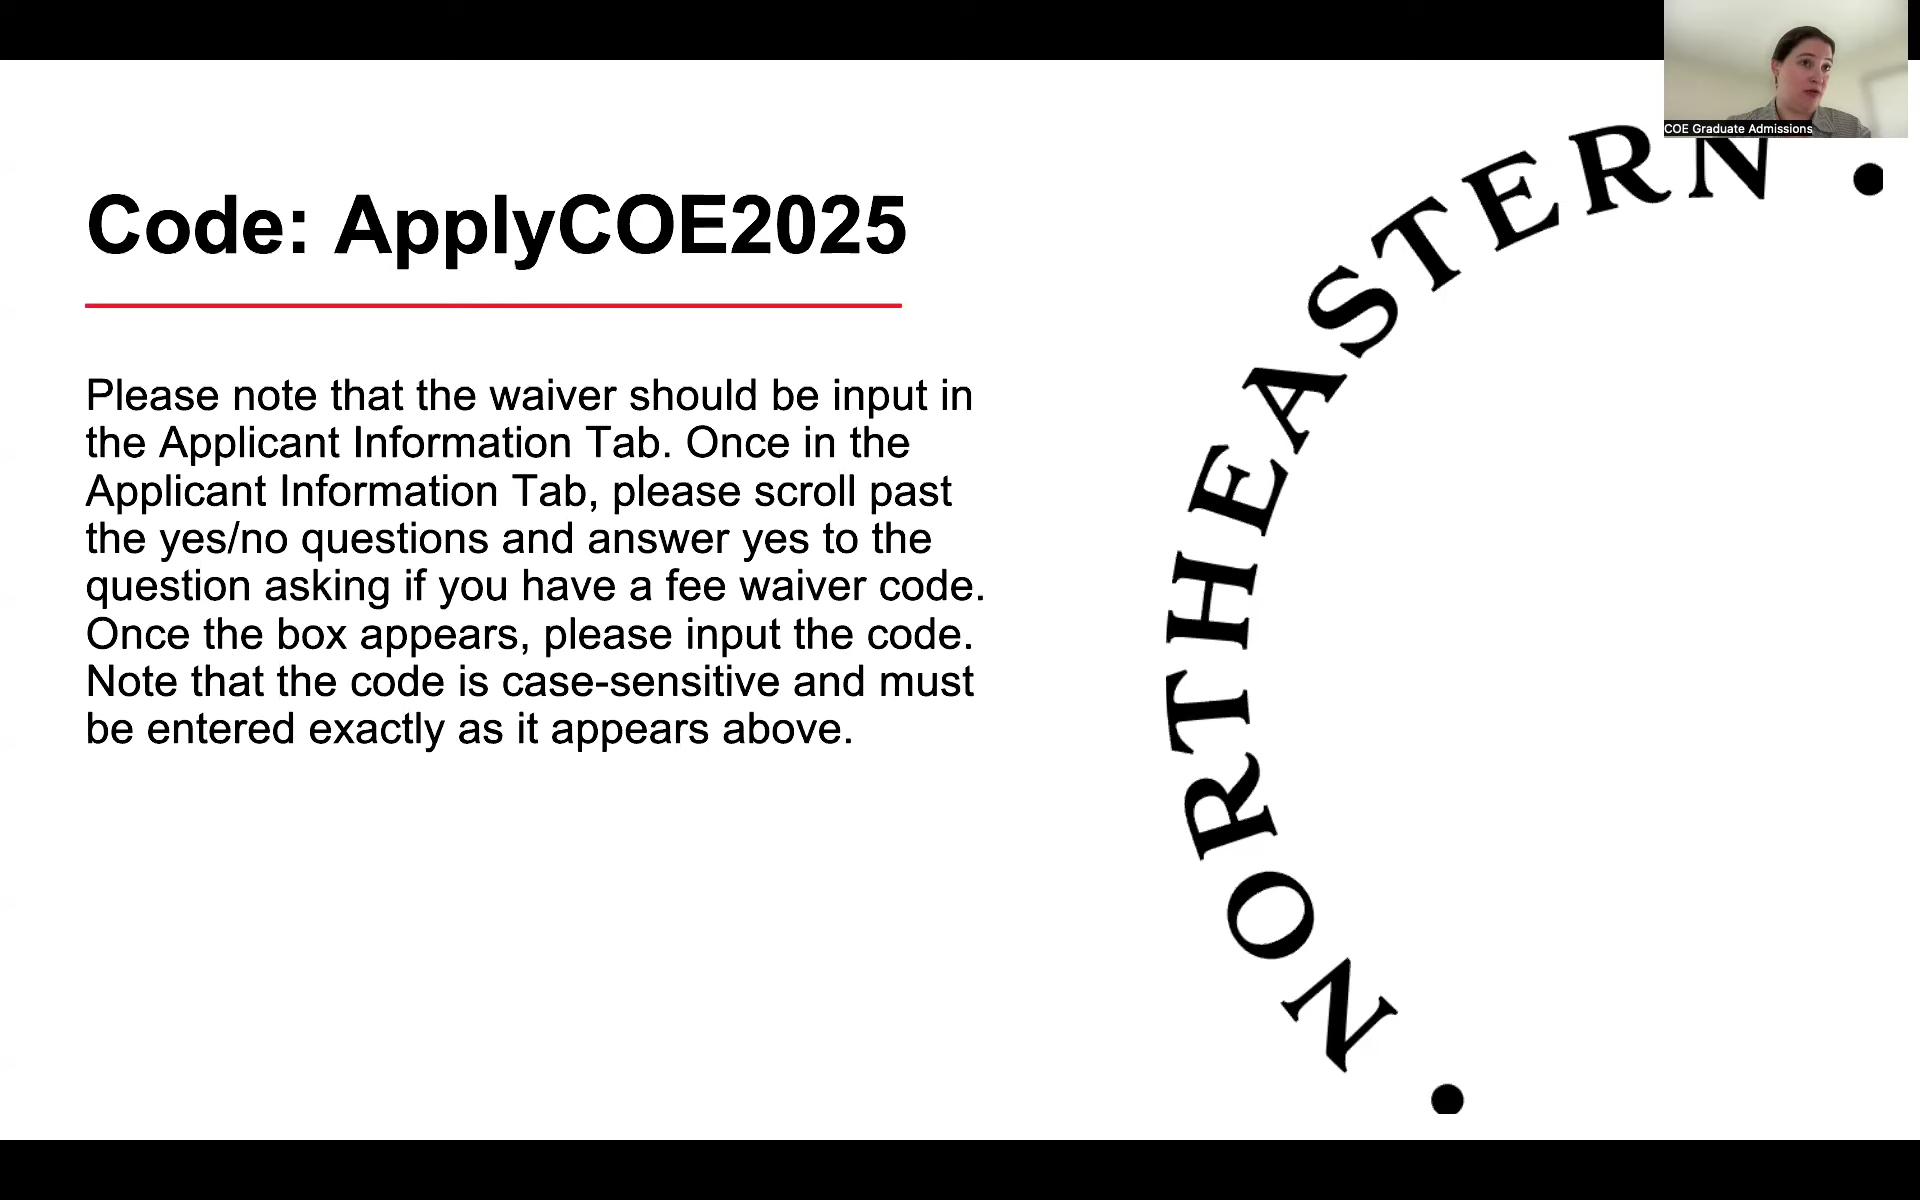 COE Graduate Admissions
Code: ApplyCOE2025
Please note that the waiver should be input in
the Applicant Information Tab. Once in the
Applicant Information Tab, please scroll past
the yes/no questions and answer yes to the
question asking if you have a fee waiver code.
Once the box appears, please input the code.
Note that the code is case-sensitive and must
be entered exactly as it appears above.
• NORTHEASTERN •